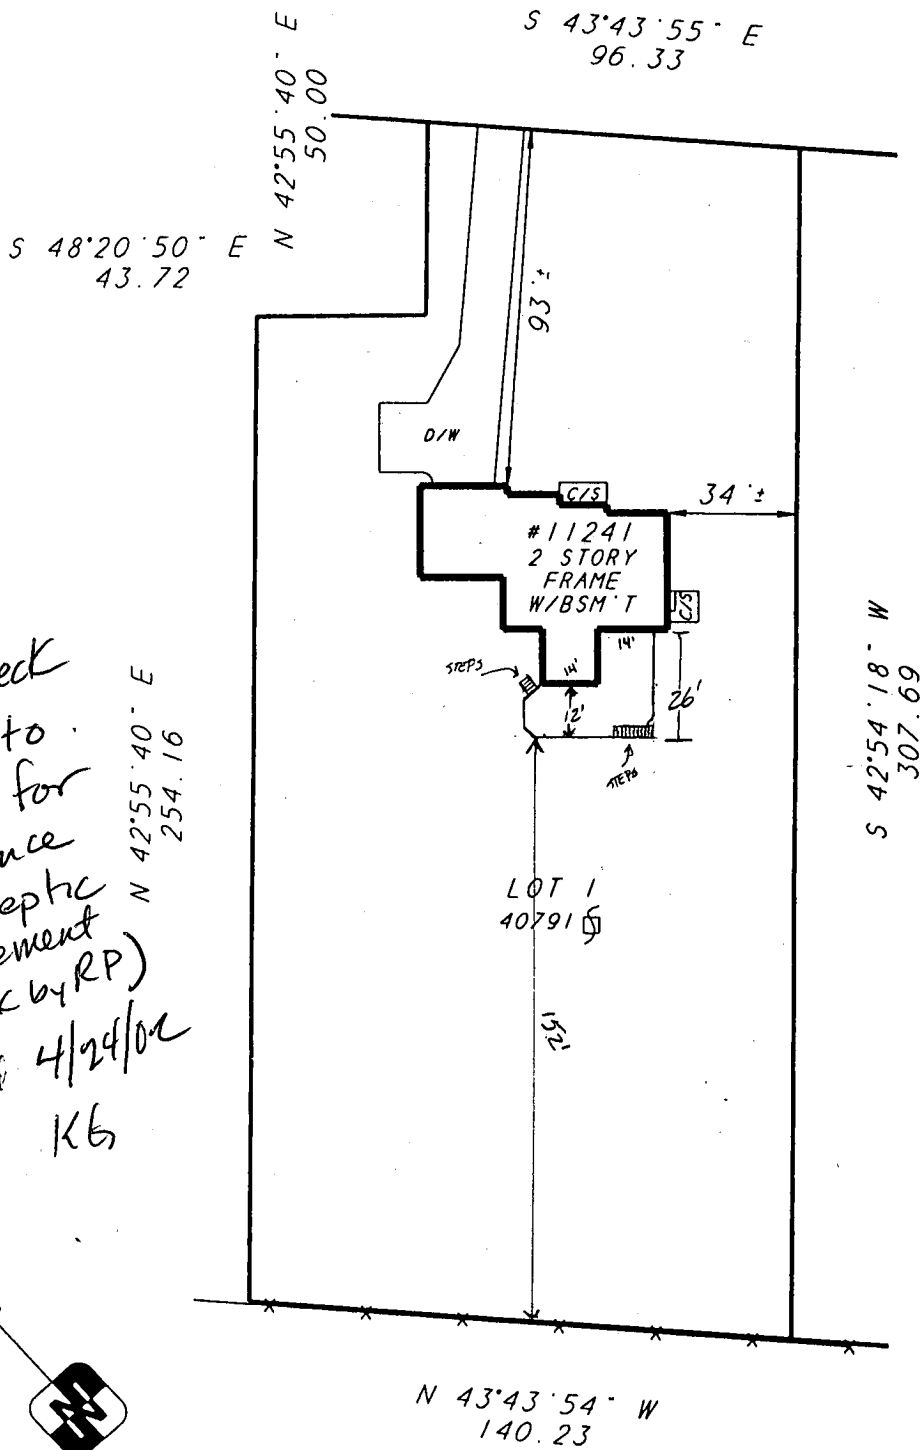 S 43°43'55" E
96.33
N 42°55'40" E
50.00
S 48°20'50" E
43.72
93'±
D/W
C/S
34'±
#11241
2 STORY
FRAME
W/BSM'T
C/S
14'
14'
STEPS
12'
26'
STEPS
N 42°55'40" E
254.16
S 42°54'18" W
307.69
LOT 1
40791 §
152'
eck
to
for
nce
eptic
ement
k by RP)
4/24/02
KG
N 43°43'54" W
140.23